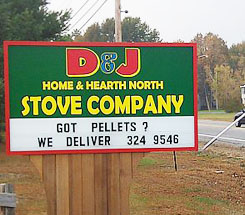 D&J
HOME & HEARTH NORTH
STOVE COMPANY
GOT PELLETS?
WE DELIVER 324 9546